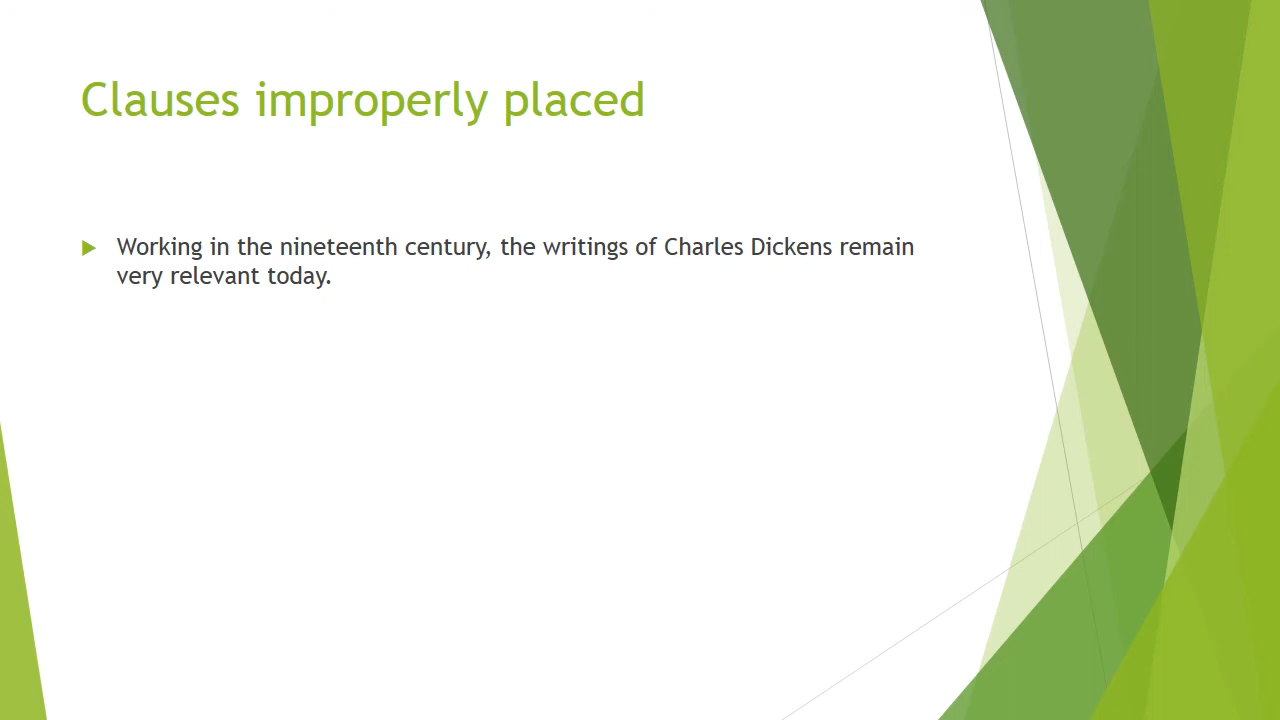 Clauses improperly placed
Working in the nineteenth century, the writings of Charles Dickens remain
very relevant today.